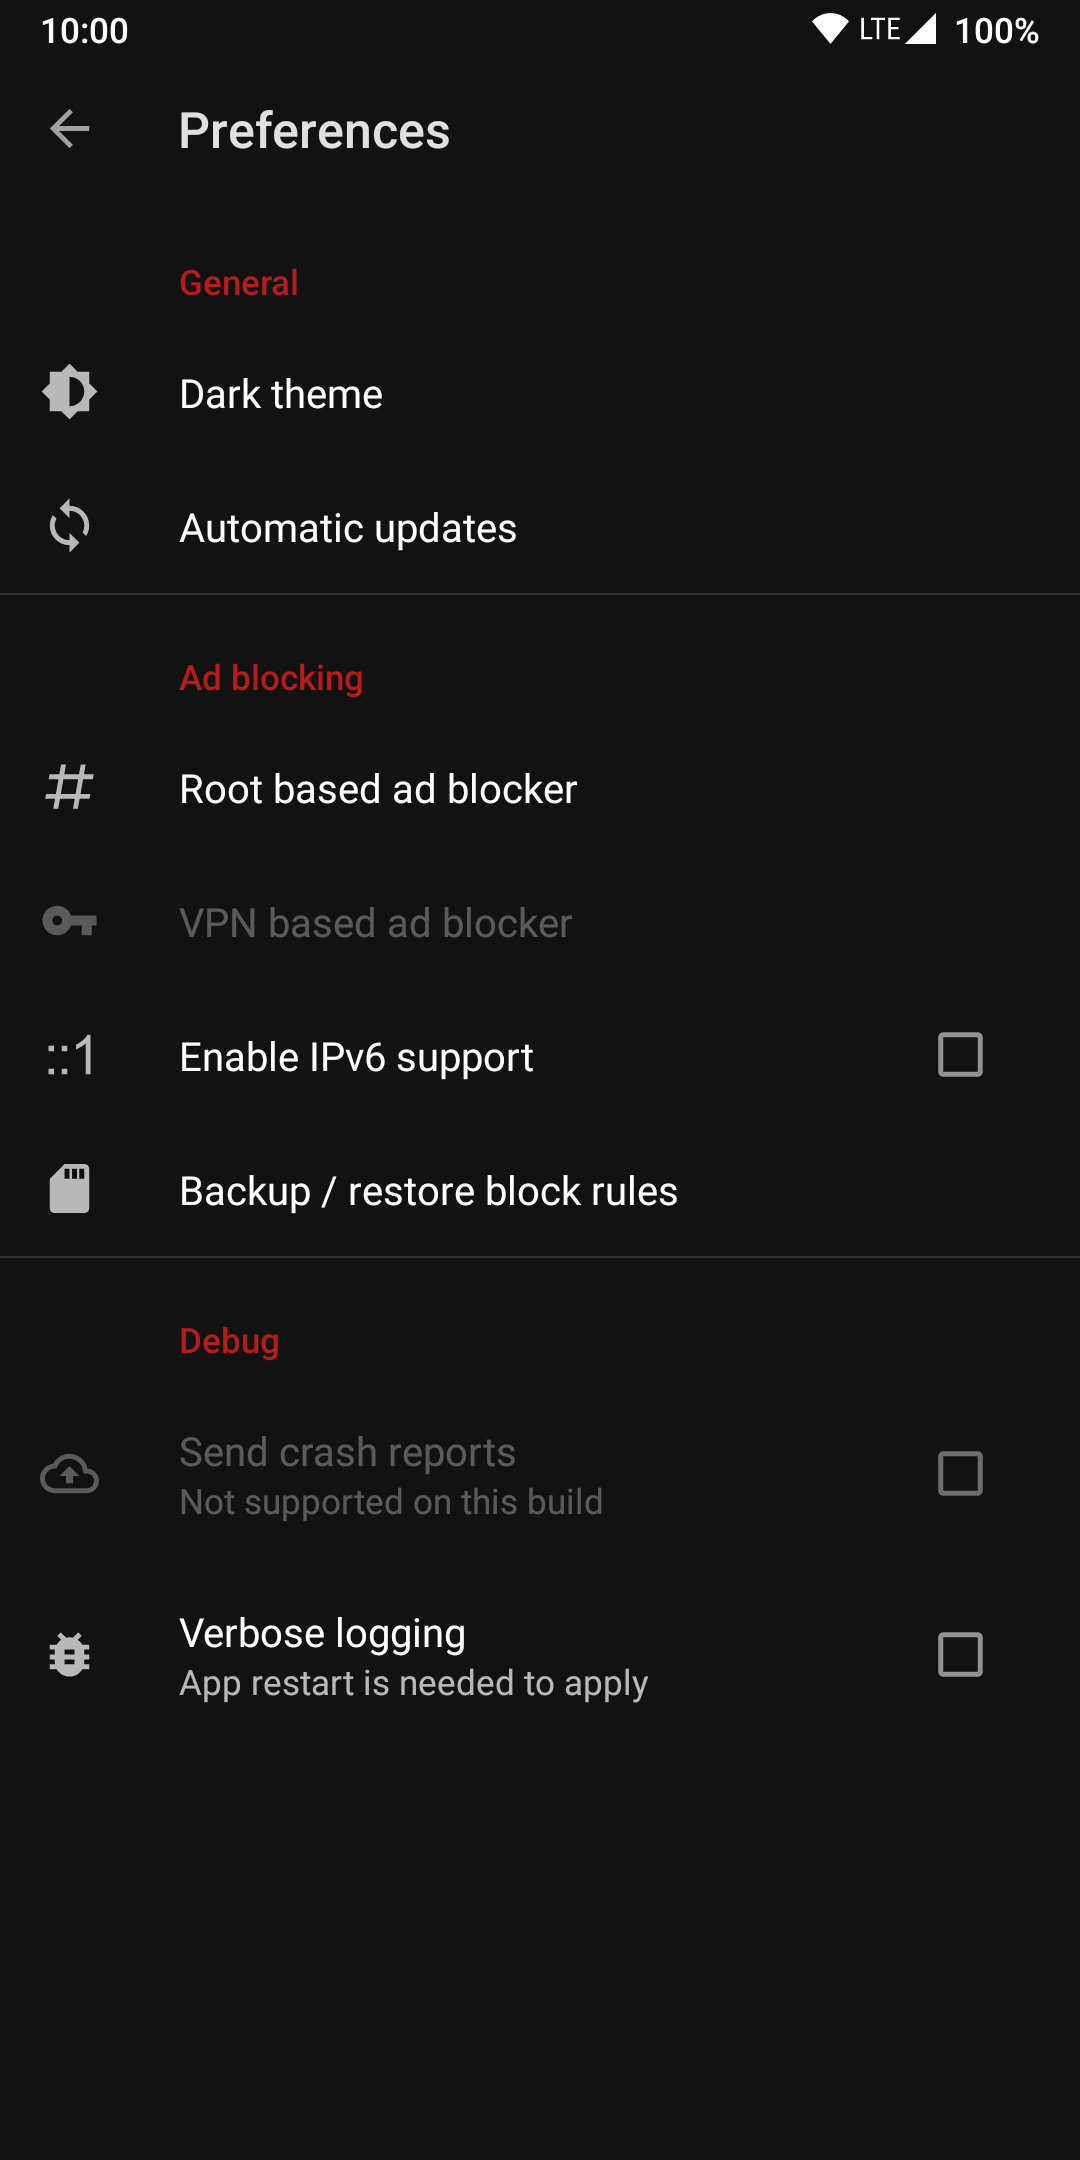 10:00 LTE 100%
Preferences
General
Dark theme
Automatic updates
Ad blocking
# Root based ad blocker
VPN based ad blocker
::1 Enable IPv6 support
Backup / restore block rules
Debug
Send crash reports
Not supported on this build
Verbose logging
App restart is needed to apply